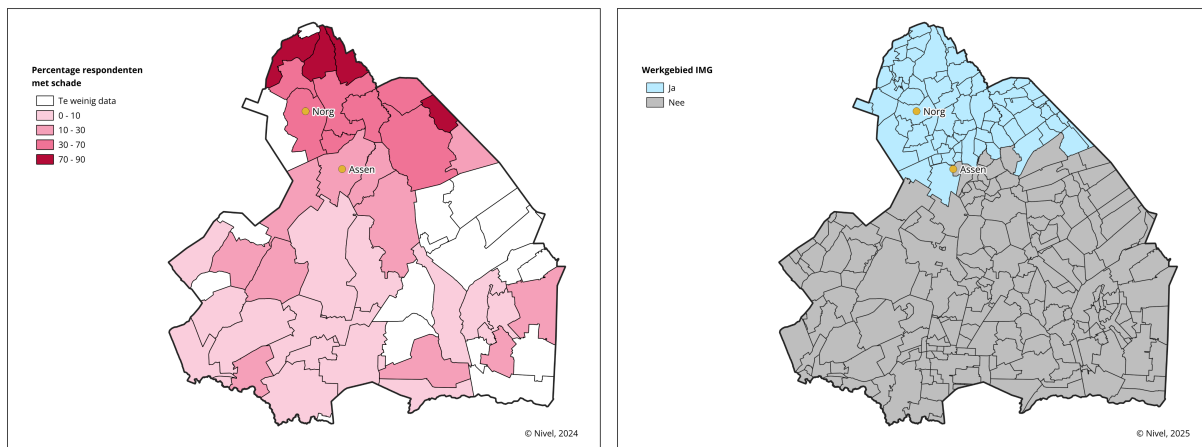 Percentage respondenten
met schade
Te weinig data
0 - 10
10 - 30
30 - 70
70 - 90
Norg
Assen
© Nivel, 2024
Werkgebied IMG
Ja
Nee
Norg
Assen
© Nivel, 2025